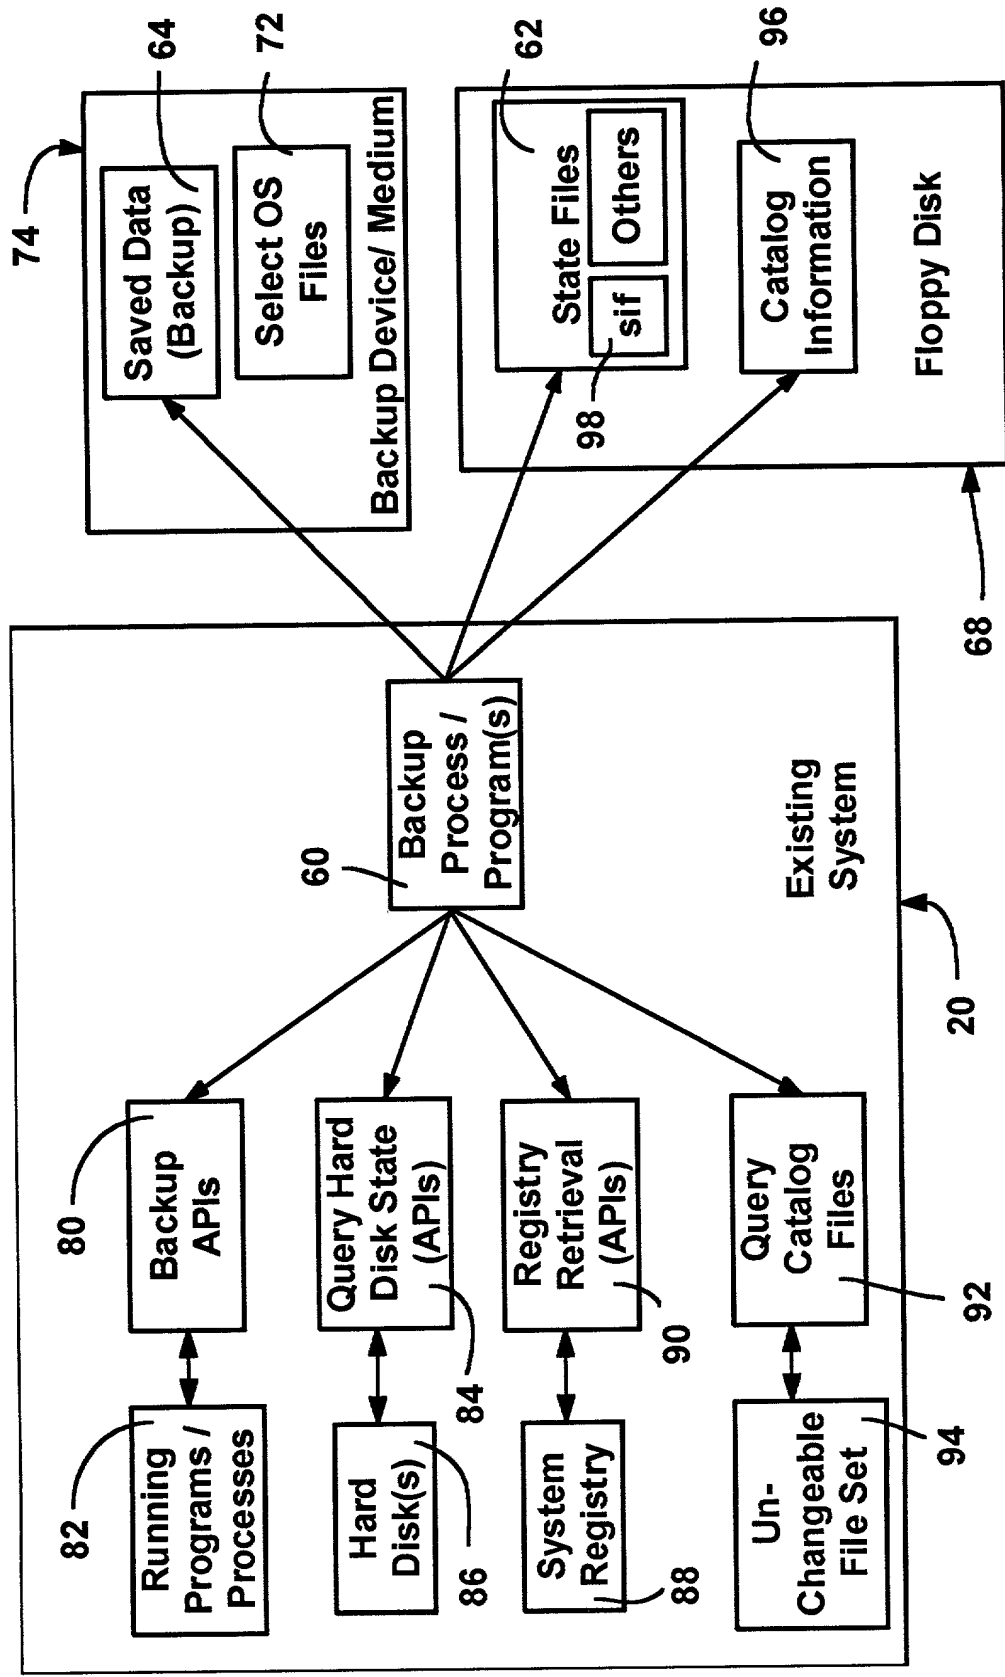 74
Saved Data
(Backup)
64
Select OS
Files
72
Backup Device/ Medium
State Files
62
sif
Others
98
Catalog
Information
96
Floppy Disk
68
60
Backup
Process /
Program(s)
80
Backup
APIs
82
Running
Programs /
Processes
Query Hard
Disk State
(APIs)
84
Hard
Disk(s)
86
Registry
Retrieval
(APIs)
90
System
Registry
88
Query
Catalog
Files
92
Un-
Changeable
File Set
94
Existing
System
20